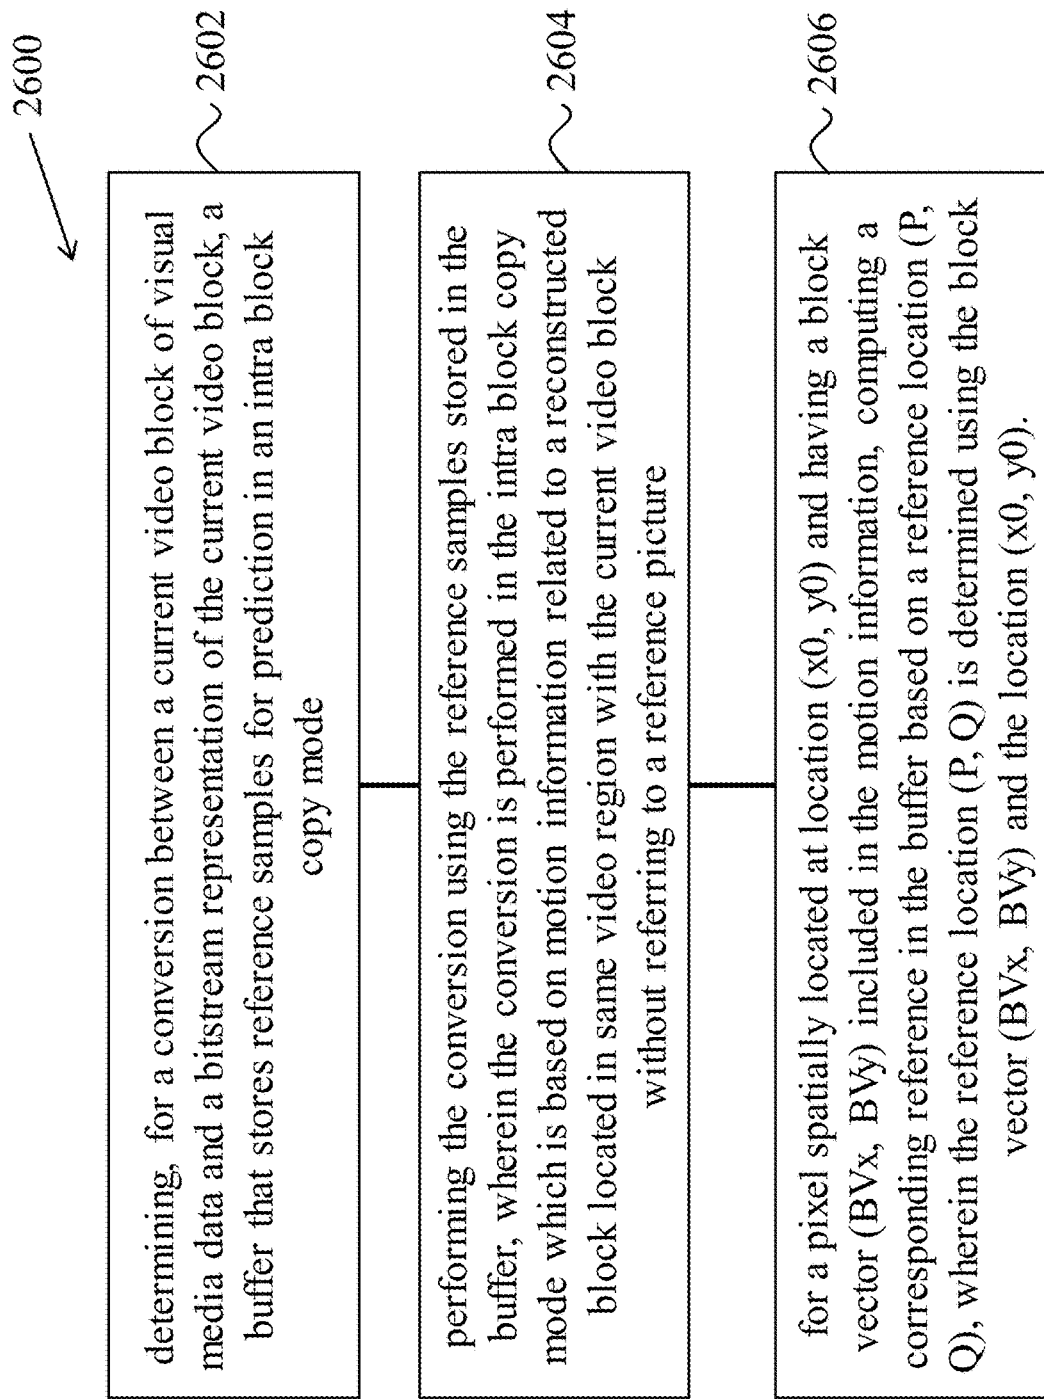 2600
determining, for a conversion between a current video block of visual
media data and a bitstream representation of the current video block, a
buffer that stores reference samples for prediction in an intra block
copy mode
2602
performing the conversion using the reference samples stored in the
buffer, wherein the conversion is performed in the intra block copy
mode which is based on motion information related to a reconstructed
block located in same video region with the current video block
without referring to a reference picture
2604
for a pixel spatially located at location (x0, y0) and having a block
vector (BVx, BVy) included in the motion information, computing a
corresponding reference in the buffer based on a reference location (P,
Q), wherein the reference location (P, Q) is determined using the block
vector (BVx, BVy) and the location (x0, y0).
2606